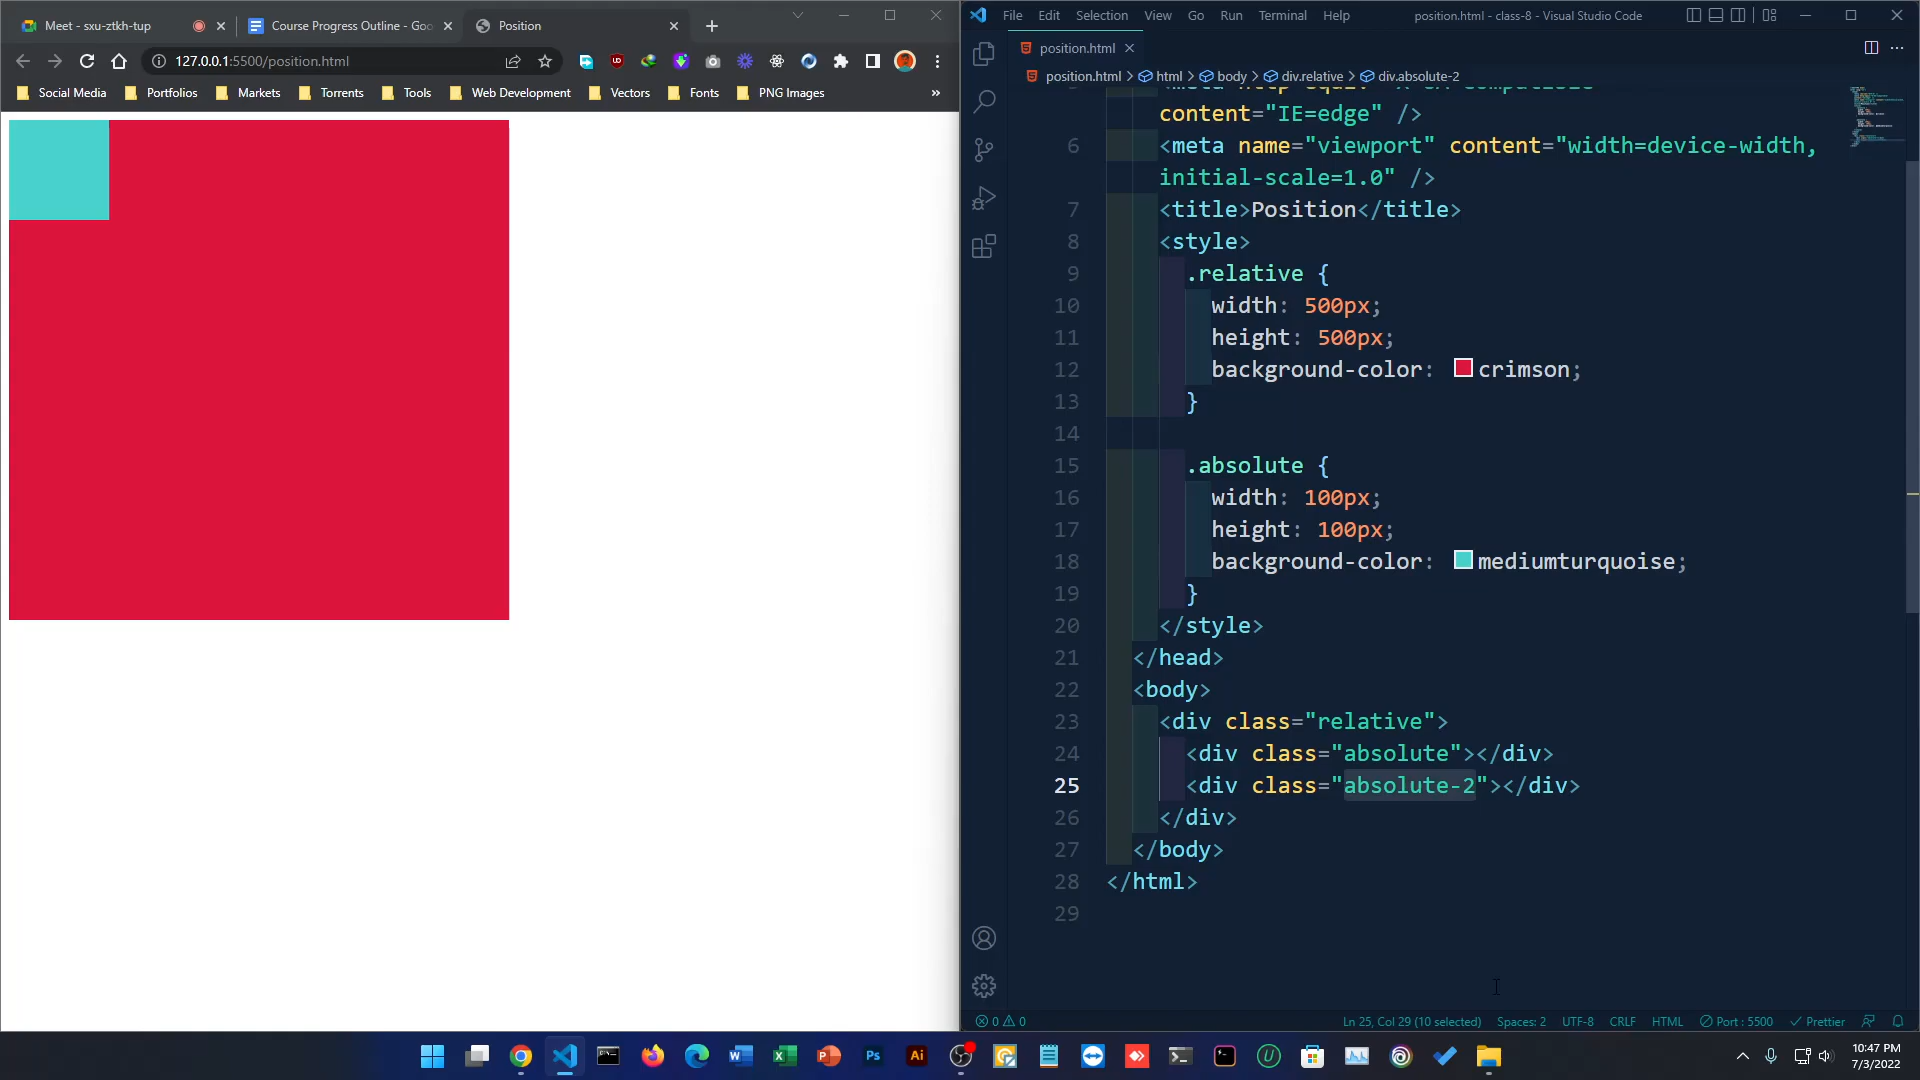 Meet - sxu-ztkh-tup
Course Progress Outline - Goo
Position
127.0.0.1:5500/position.html
Social Media
Portfolios
Markets
Torrents
Tools
Web Development
Vectors
Fonts
PNG Images
»
File Edit Selection View Go Run Terminal Help
position.html - class-8 - Visual Studio Code
position.html
position.html > html > body > div.relative > div.absolute-2
content="IE=edge" />
6 <meta name="viewport" content="width=device-width,
initial-scale=1.0" />
7 <title>Position</title>
8 <style>
9 .relative {
10 width: 500px;
11 height: 500px;
12 background-color: crimson;
13 }
14
15 .absolute {
16 width: 100px;
17 height: 100px;
18 background-color: mediumturquoise;
19 }
20 </style>
21 </head>
22 <body>
23 <div class="relative">
24 <div class="absolute"></div>
25 <div class="absolute-2"></div>
26 </div>
27 </body>
28 </html>
29
0 0
Ln 25, Col 29 (10 selected) Spaces: 2 UTF-8 CRLF HTML Port : 5500 Prettier
Ps
Ai
10:47 PM
7/3/2022